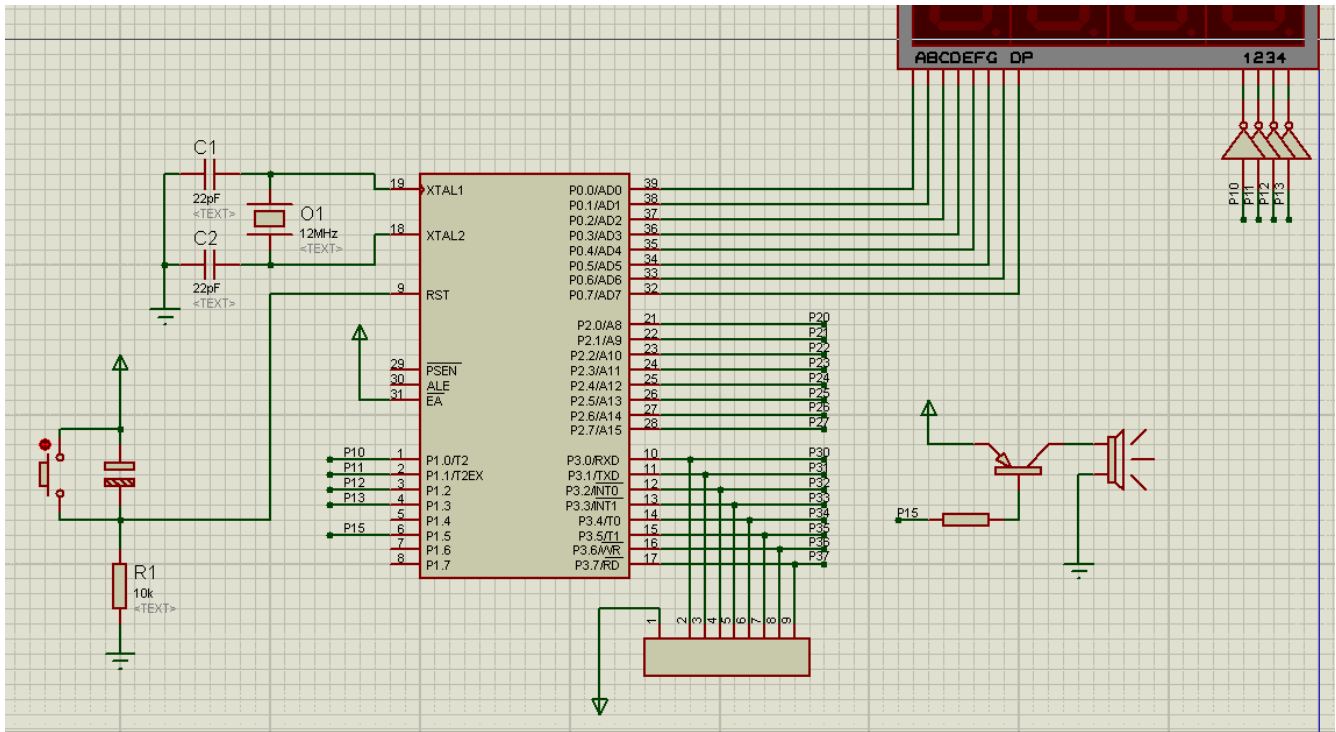 ABCDEFG DP
1234
P10
P11
P12
P13
C1
22pF
<TEXT>
C2
22pF
<TEXT>
O1
12MHz
<TEXT>
19 XTAL1
18 XTAL2
9 RST
29 PSEN
30 ALE
31 EA
P10 1 P1.0/T2
P11 2 P1.1/T2EX
P12 3 P1.2
P13 4 P1.3
5 P1.4
P15 6 P1.5
7 P1.6
8 P1.7
P0.0/AD0 39
P0.1/AD1 38
P0.2/AD2 37
P0.3/AD3 36
P0.4/AD4 35
P0.5/AD5 34
P0.6/AD6 33
P0.7/AD7 32
P2.0/A8 21 P20
P2.1/A9 22 P21
P2.2/A10 23 P22
P2.3/A11 24 P23
P2.4/A12 25 P24
P2.5/A13 26 P25
P2.6/A14 27 P26
P2.7/A15 28 P27
P3.0/RXD 10 P30
P3.1/TXD 11 P31
P3.2/INT0 12 P32
P3.3/INT1 13 P33
P3.4/T0 14 P34
P3.5/T1 15 P35
P3.6/WR 16 P36
P3.7/RD 17 P37
R1
10k
<TEXT>
1 2 3 4 5 6 7 8 9
P15